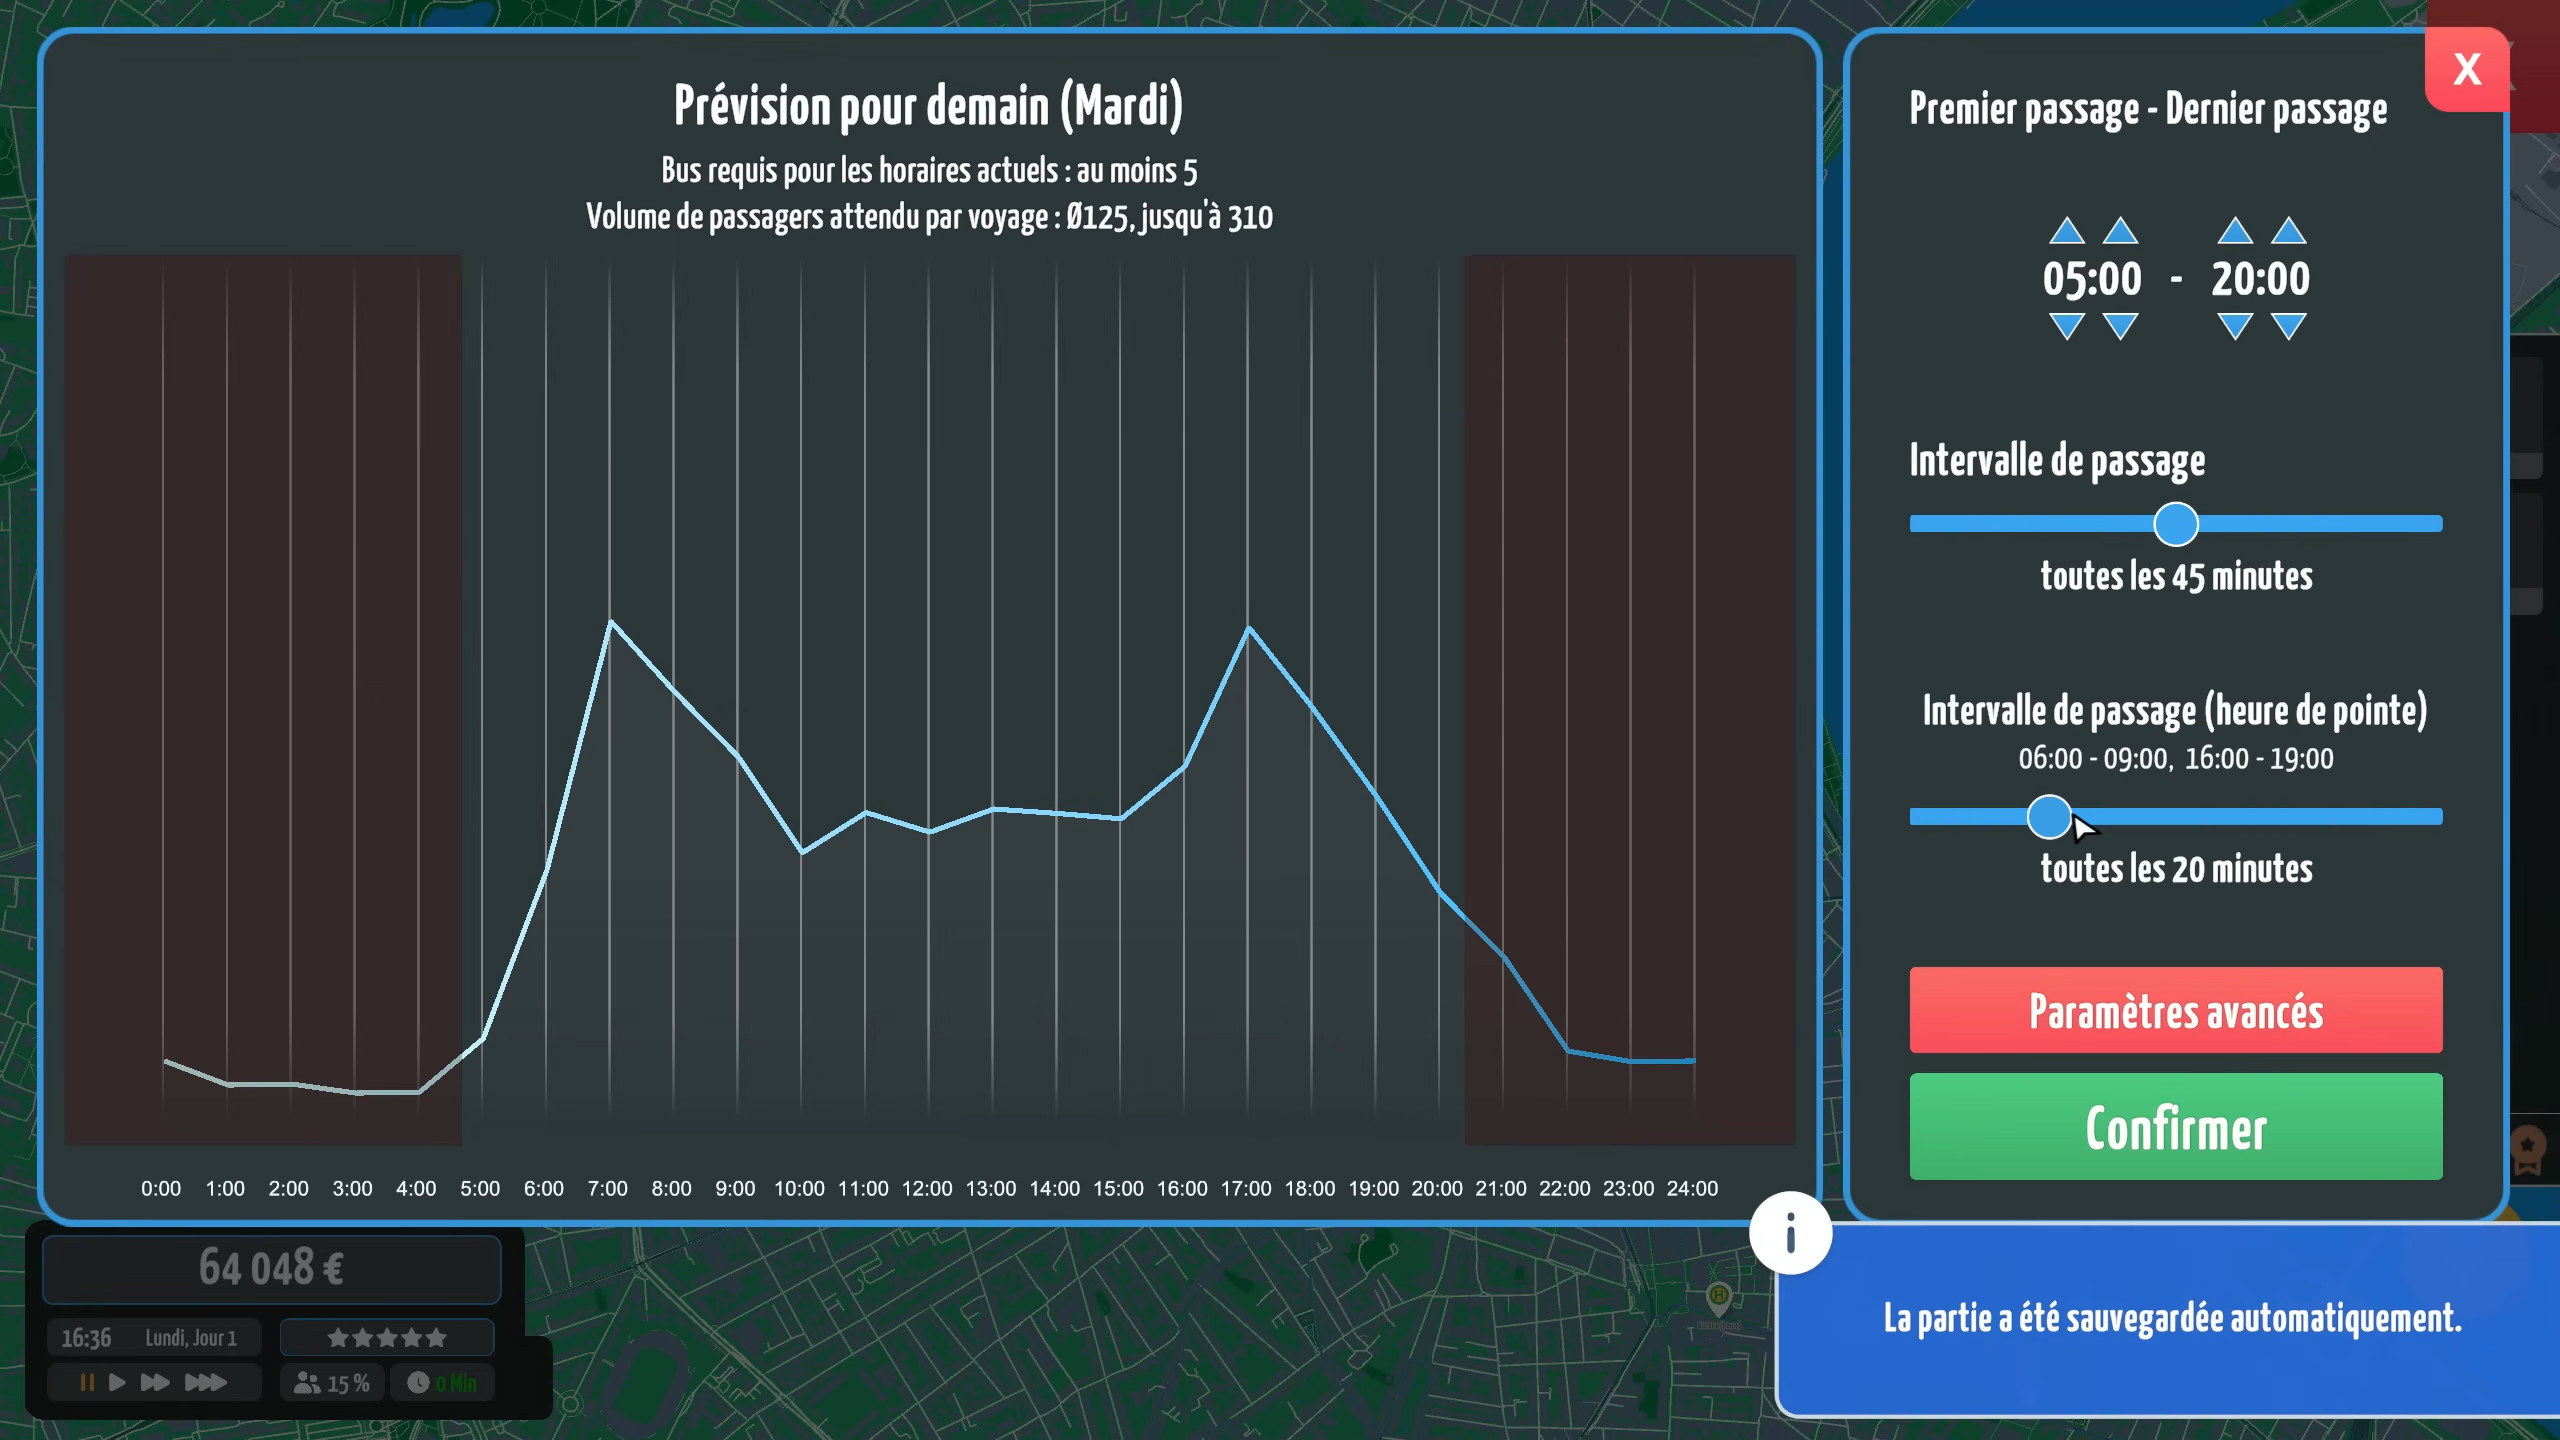 Prévision pour demain (Mardi)
Bus requis pour les horaires actuels : au moins 5
Volume de passagers attendu par voyage : Ø125, jusqu'à 310
0:00 1:00 2:00 3:00 4:00 5:00 6:00 7:00 8:00 9:00 10:00 11:00 12:00 13:00 14:00 15:00 16:00 17:00 18:00 19:00 20:00 21:00 22:00 23:00 24:00
X
Premier passage - Dernier passage
05:00 - 20:00
Intervalle de passage
toutes les 45 minutes
Intervalle de passage (heure de pointe)
06:00 - 09:00, 16:00 - 19:00
toutes les 20 minutes
Paramètres avancés
Confirmer
64 048 €
16:36 Lundi, Jour 1
15 % 0 Min
H
i
La partie a été sauvegardée automatiquement.